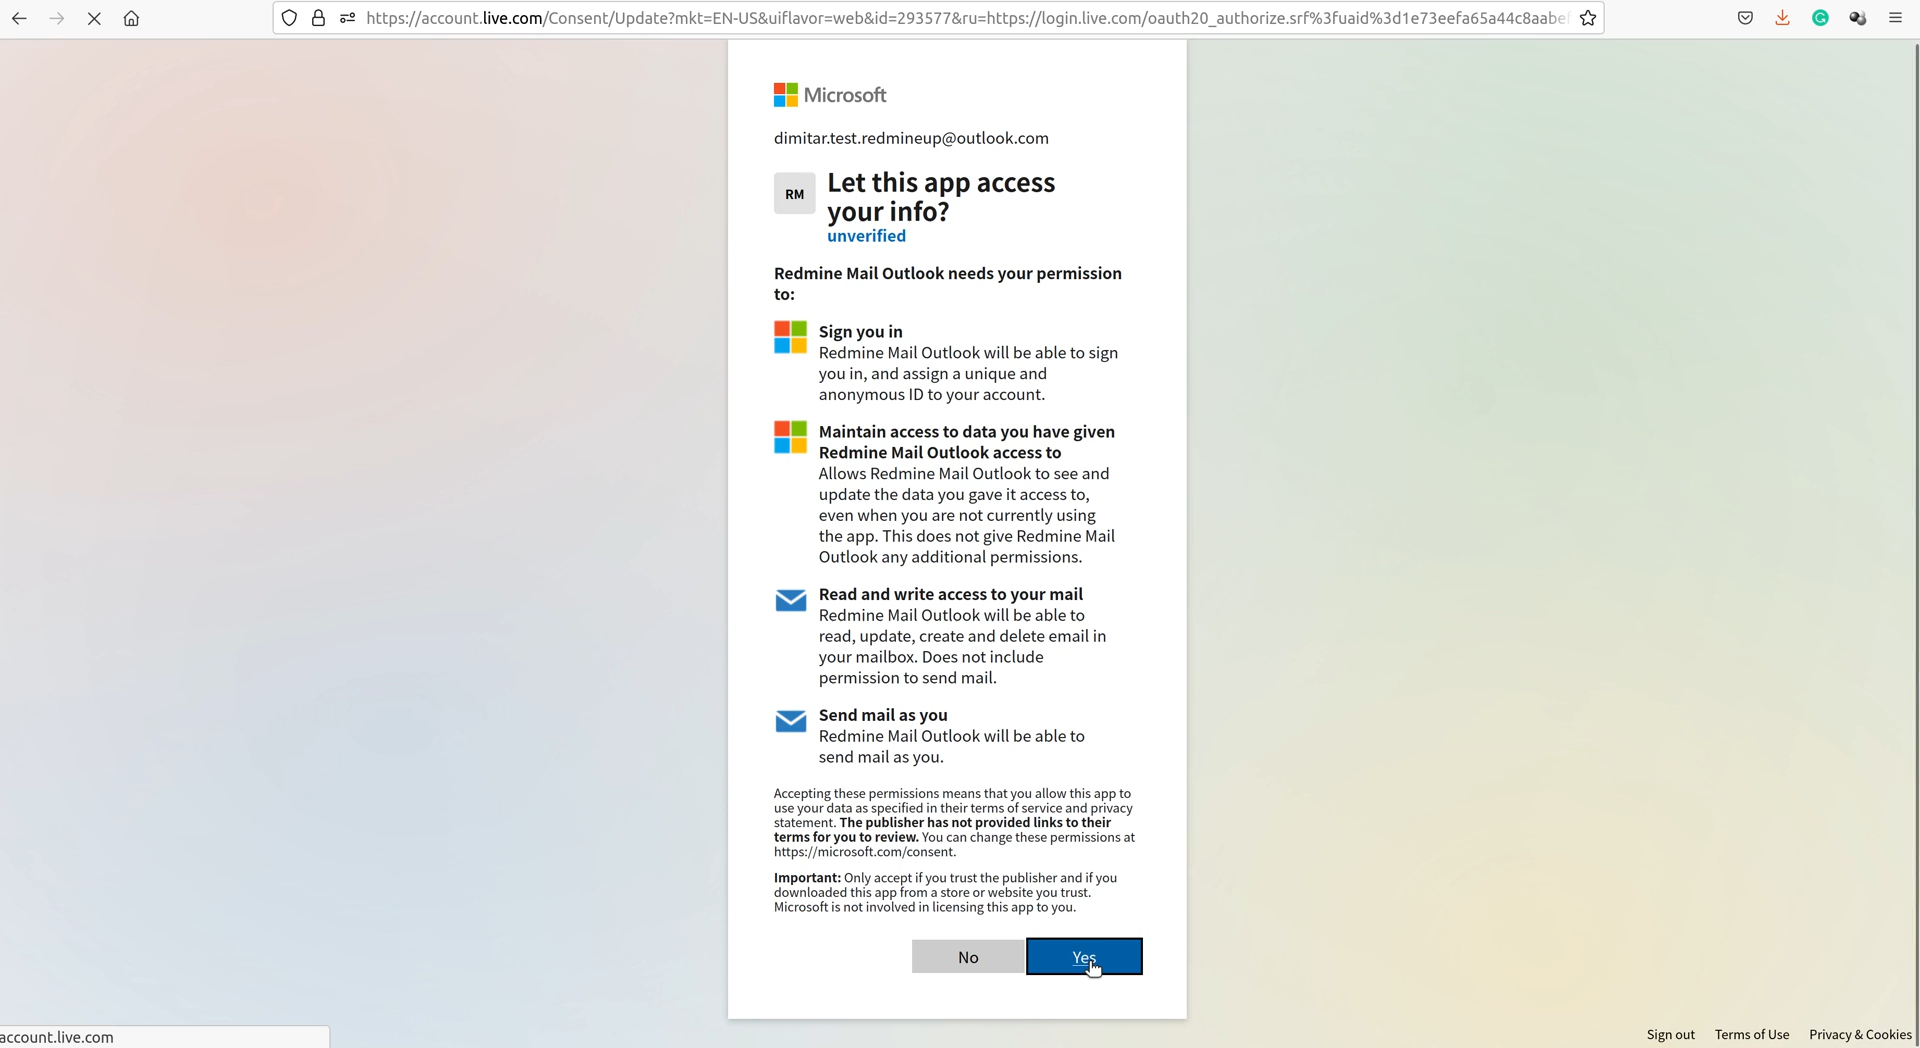 https://account.live.com/Consent/Update?mkt=EN-US&uiflavor=web&id=293577&ru=https://login.live.com/oauth20_authorize.srf%3fuaid%3d1e73eefa65a44c8aabe
Microsoft
dimitar.test.redmineup@outlook.com
RM
Let this app access
your info?
unverified
Redmine Mail Outlook needs your permission
to:
Sign you in
Redmine Mail Outlook will be able to sign
you in, and assign a unique and
anonymous ID to your account.
Maintain access to data you have given
Redmine Mail Outlook access to
Allows Redmine Mail Outlook to see and
update the data you gave it access to,
even when you are not currently using
the app. This does not give Redmine Mail
Outlook any additional permissions.
Read and write access to your mail
Redmine Mail Outlook will be able to
read, update, create and delete email in
your mailbox. Does not include
permission to send mail.
Send mail as you
Redmine Mail Outlook will be able to
send mail as you.
Accepting these permissions means that you allow this app to
use your data as specified in their terms of service and privacy
statement. The publisher has not provided links to their
terms for you to review. You can change these permissions at
https://microsoft.com/consent.
Important: Only accept if you trust the publisher and if you
downloaded this app from a store or website you trust.
Microsoft is not involved in licensing this app to you.
No
Yes
account.live.com
Sign out
Terms of Use
Privacy & Cookies